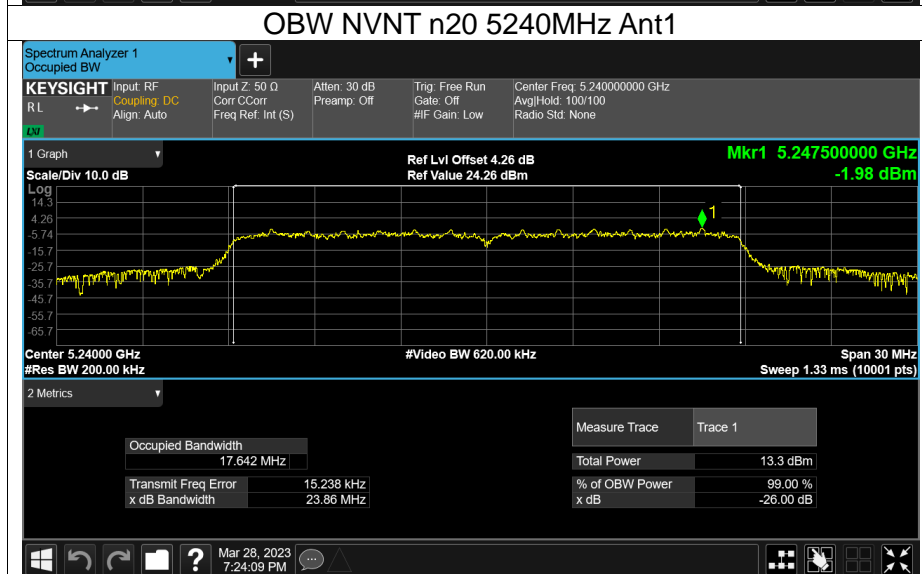 OBW NVNT n20 5240MHz Ant1
Spectrum Analyzer 1
Occupied BW
+
KEYSIGHT
R L
LXI
Input: RF
Coupling: DC
Align: Auto
Input Z: 50 Ω
Corr CCorr
Freq Ref: Int (S)
Atten: 30 dB
Preamp: Off
Trig: Free Run
Gate: Off
#IF Gain: Low
Center Freq: 5.240000000 GHz
Avg|Hold: 100/100
Radio Std: None
1 Graph
Scale/Div 10.0 dB
Ref Lvl Offset 4.26 dB
Ref Value 24.26 dBm
Mkr1 5.247500000 GHz
-1.98 dBm
Log
14.3
4.26
-5.74
-15.7
-25.7
-35.7
-45.7
-55.7
-65.7
1
Center 5.24000 GHz
#Res BW 200.00 kHz
#Video BW 620.00 kHz
Span 30 MHz
Sweep 1.33 ms (10001 pts)
2 Metrics
Occupied Bandwidth
17.642 MHz
Transmit Freq Error 15.238 kHz
x dB Bandwidth 23.86 MHz
Measure Trace Trace 1
Total Power 13.3 dBm
% of OBW Power 99.00 %
x dB -26.00 dB
?
Mar 28, 2023
7:24:09 PM